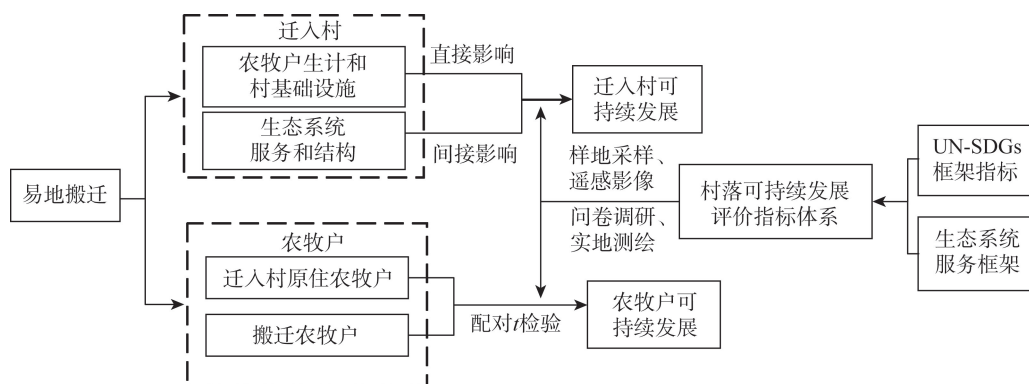 易地搬迁
迁入村
农牧户生计和
村基础设施
生态系统
服务和结构
直接影响
间接影响
迁入村可
持续发展
农牧户
迁入村原住农牧户
搬迁农牧户
配对t检验
农牧户可
持续发展
样地采样、
遥感影像
问卷调研、
实地测绘
村落可持续发展
评价指标体系
UN-SDGs
框架指标
生态系统
服务框架